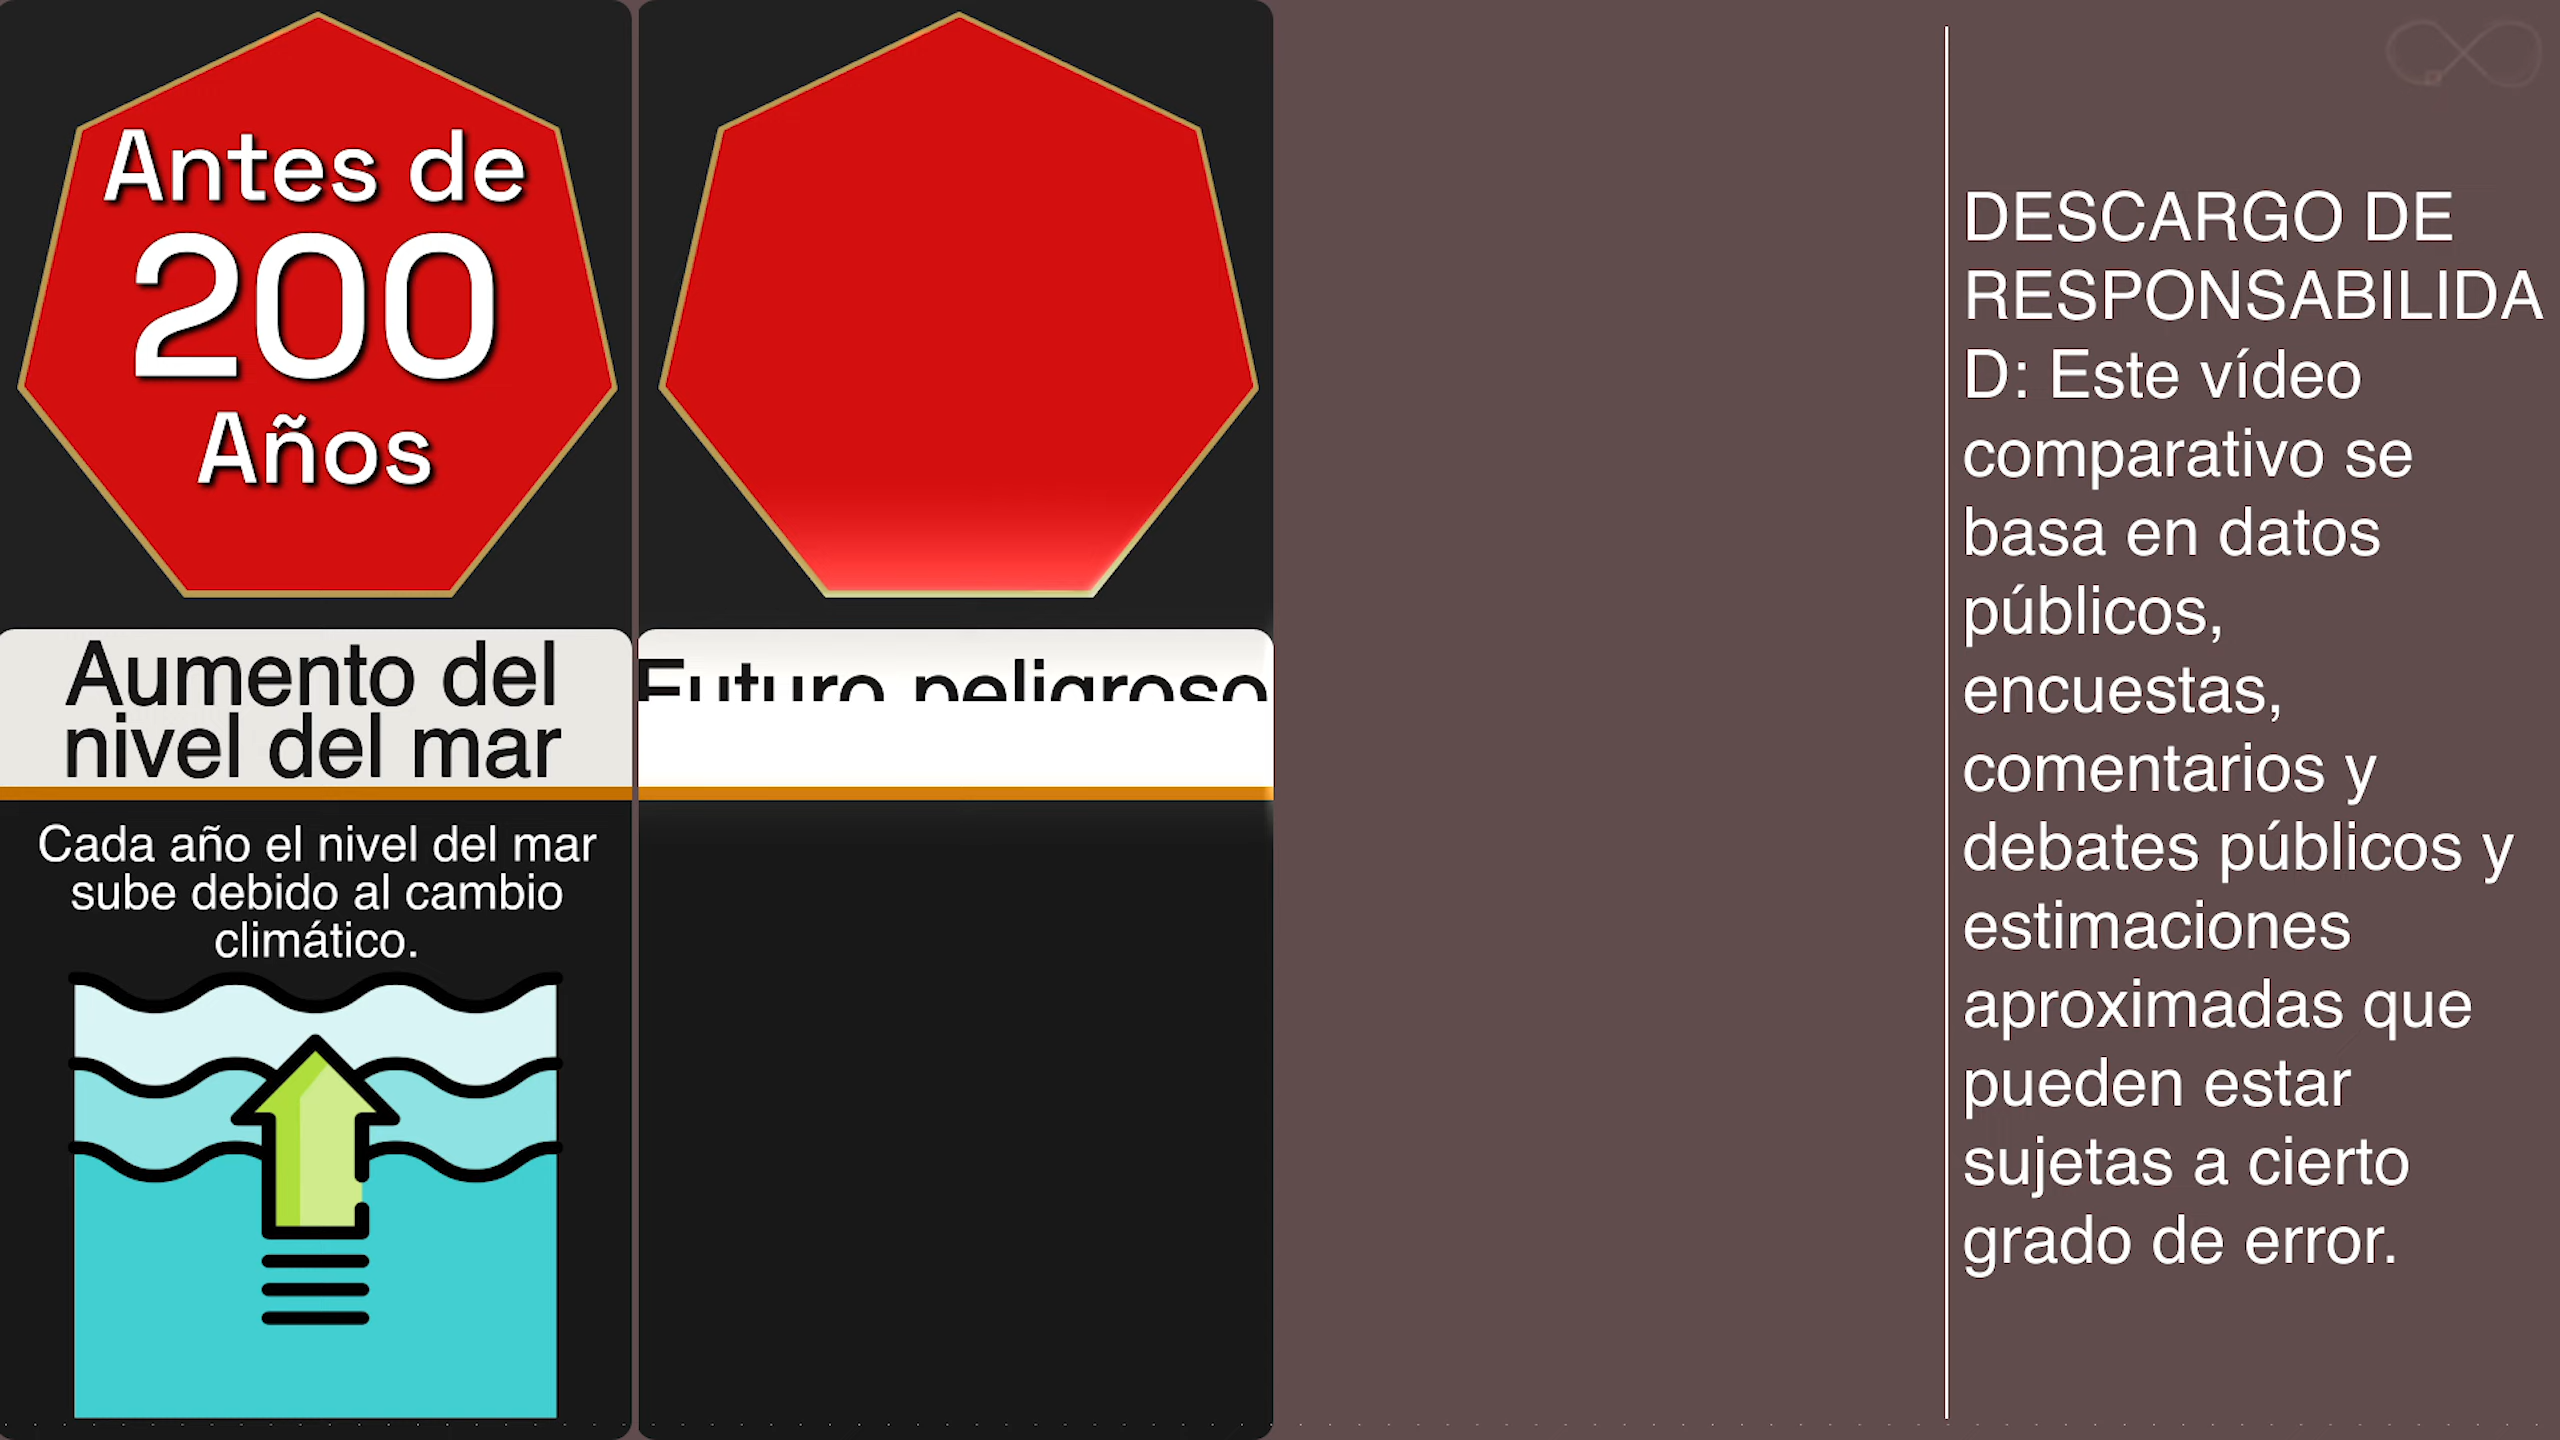 Antes de
200
Años
Aumento del
nivel del mar
Cada año el nivel del mar
sube debido al cambio
climático.
Futuro peligroso
DESCARGO DE
RESPONSABILIDA
D: Este vídeo
comparativo se
basa en datos
públicos,
encuestas,
comentarios y
debates públicos y
estimaciones
aproximadas que
pueden estar
sujetas a cierto
grado de error.